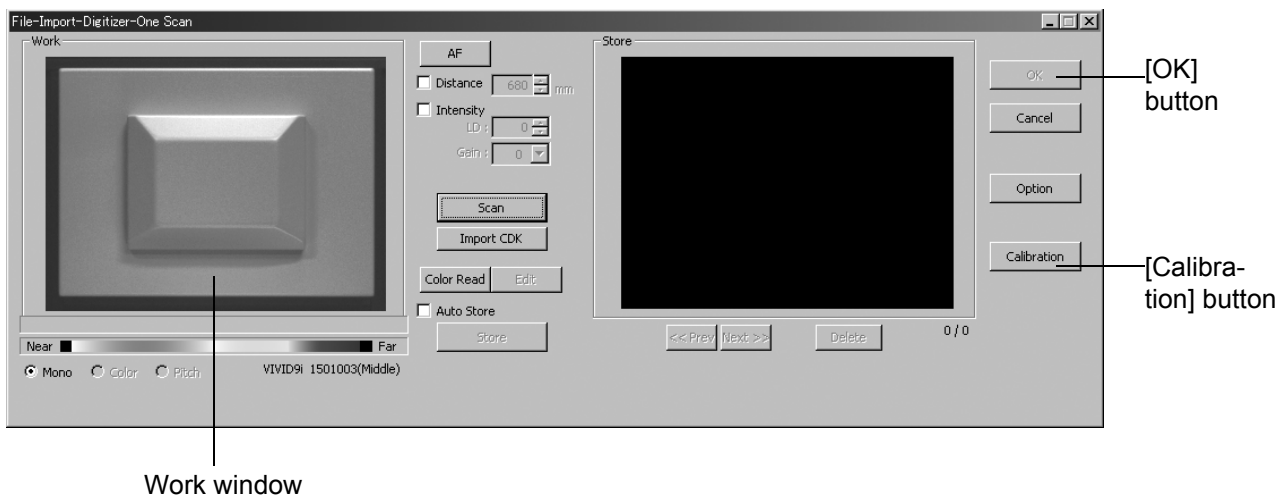 File-Import-Digitizer-One Scan
Work
AF
Distance 680 mm
Intensity
LD : 0
Gain : 0
Scan
Import CDK
Color Read Edit
Auto Store
Store
Near Far
Mono Color Pitch VIVID9i 1501003(Middle)
Store
<< Prev Next >> Delete 0 / 0
OK
Cancel
Option
Calibration
[OK]
button
[Calibra-
tion] button
Work window